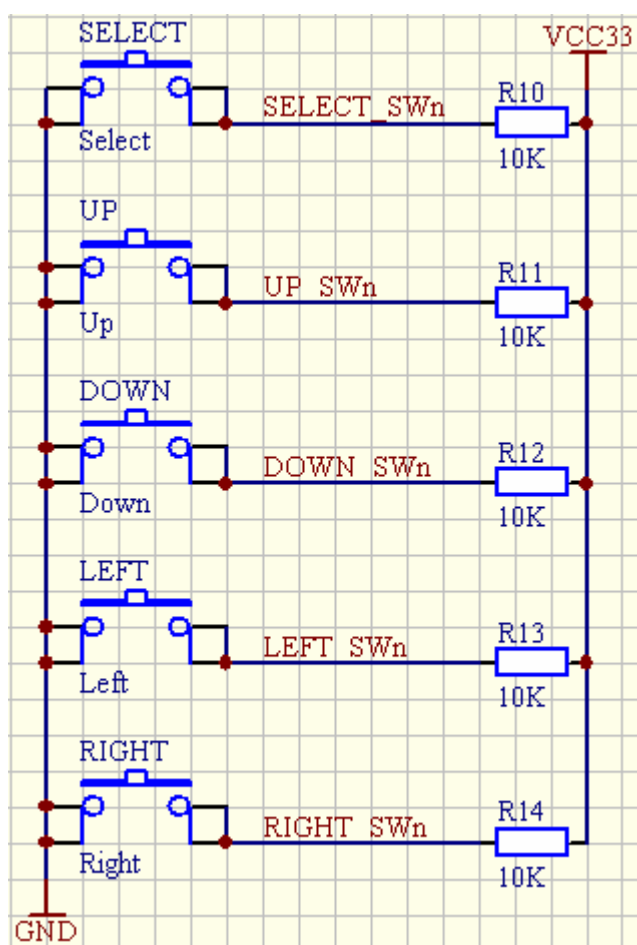 SELECT
VCC33
SELECT_SWn
R10
Select
10K
UP
UP_SWn
R11
Up
10K
DOWN
DOWN_SWn
R12
Down
10K
LEFT
LEFT_SWn
R13
Left
10K
RIGHT
RIGHT_SWn
R14
Right
10K
GND